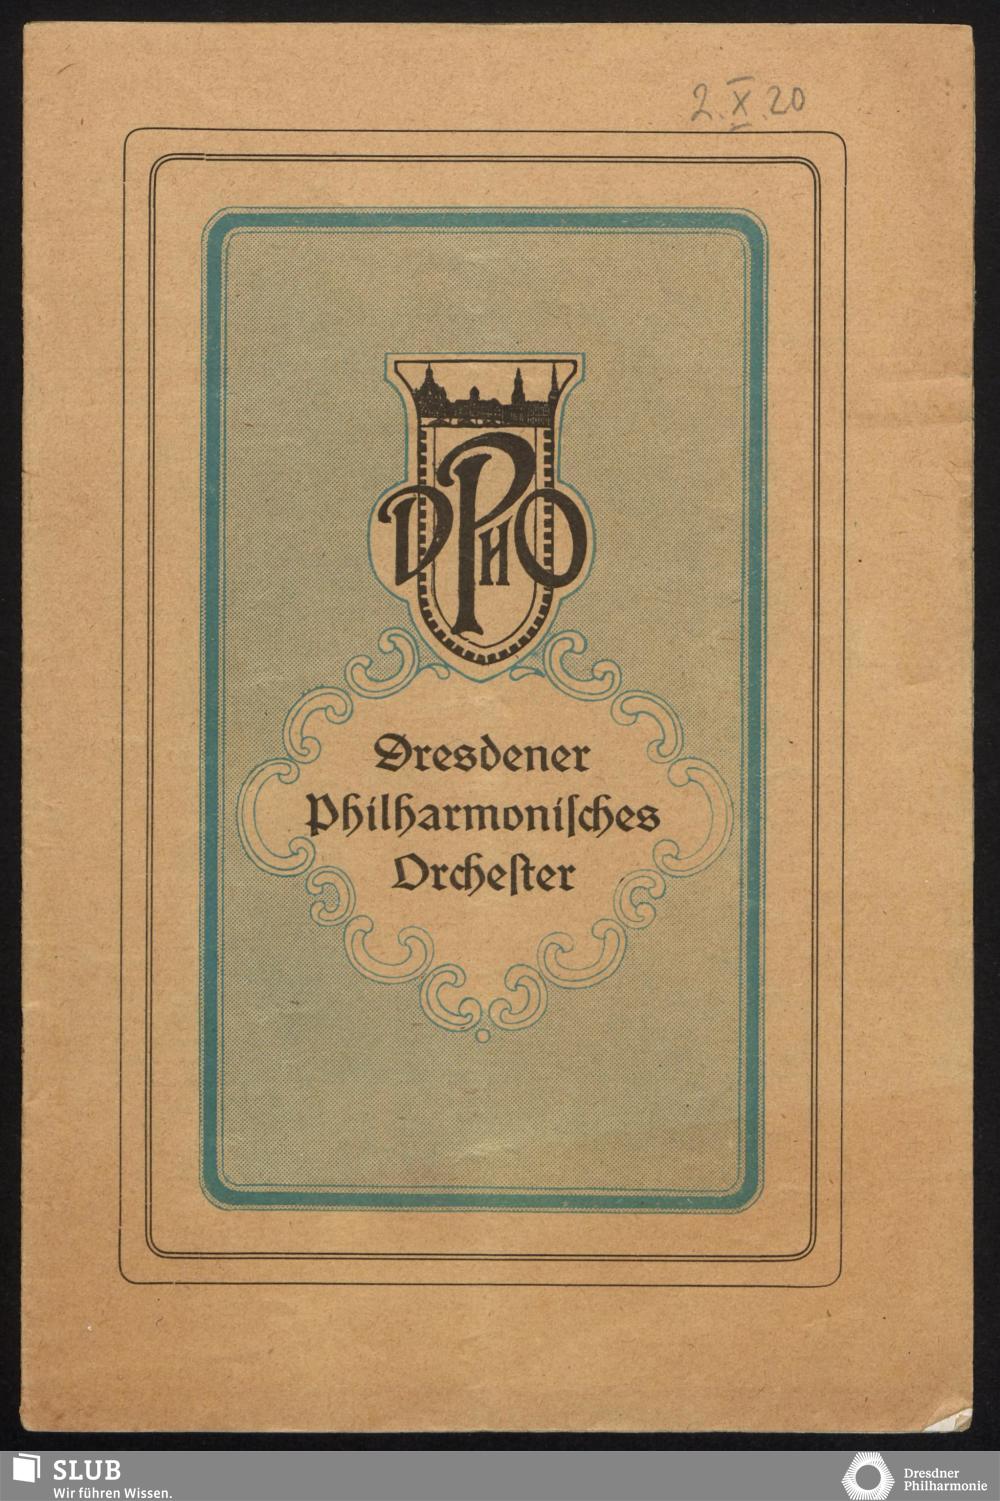 2. X. 20
DPHO
Dresdener
Philharmoniſches
Orcheſter
SLUB
Wir führen Wissen.
Dresdner
Philharmonie